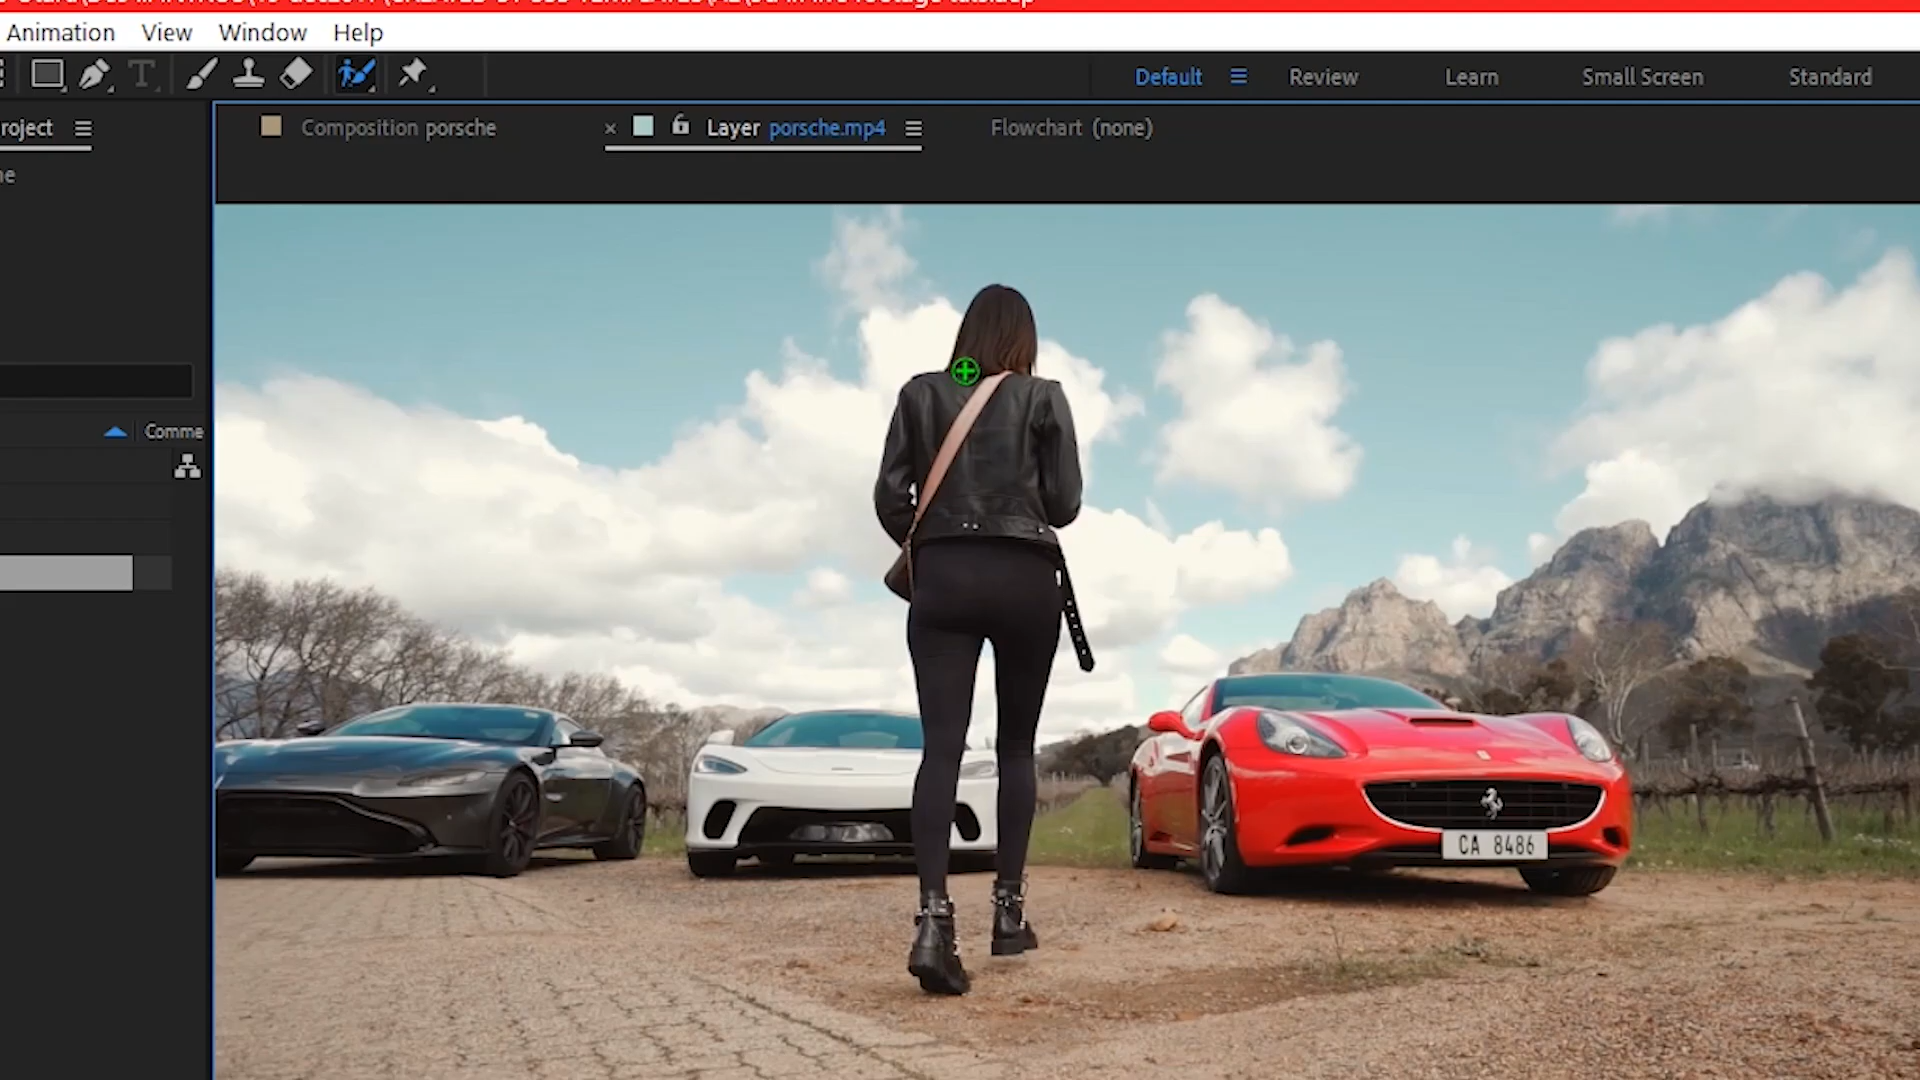 Animation View Window Help
Default Review Learn Small Screen Standard
roject
Composition porsche
Layer porsche.mp4
Flowchart (none)
Comme
CA 8486